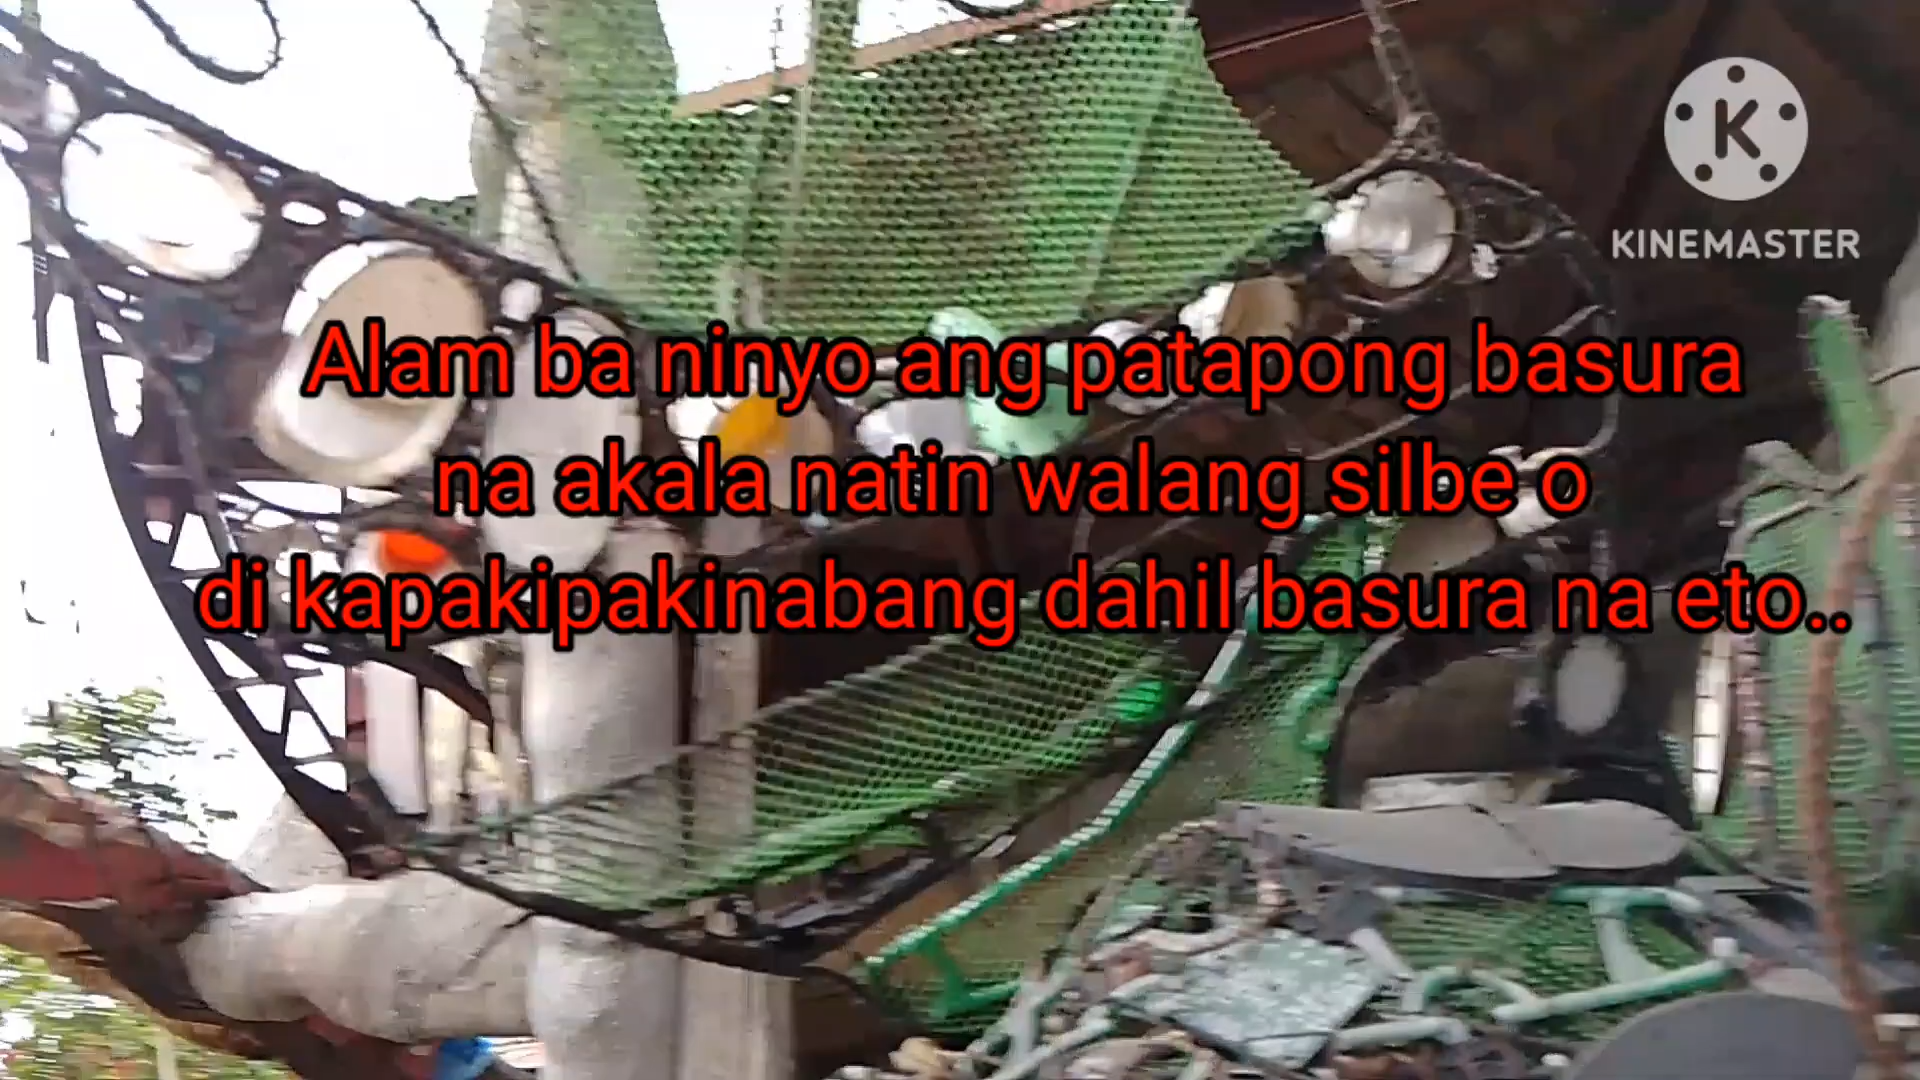 K
KINEMASTER
Alam ba ninyo ang patapong basura
na akala natin walang silbe o
di kapakipakinabang dahil basura na eto..